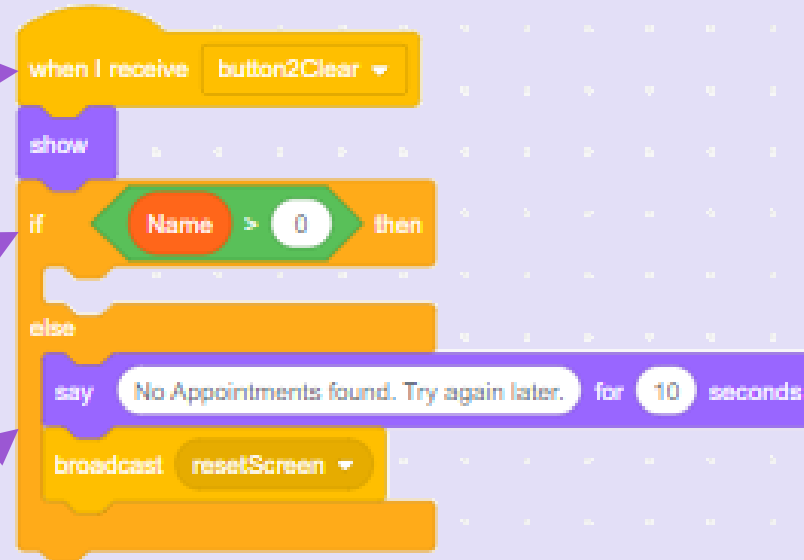 when I receive button2Clear
show
if Name > 0 then
else
say No Appointments found. Try again later. for 10 seconds
broadcast resetScreen